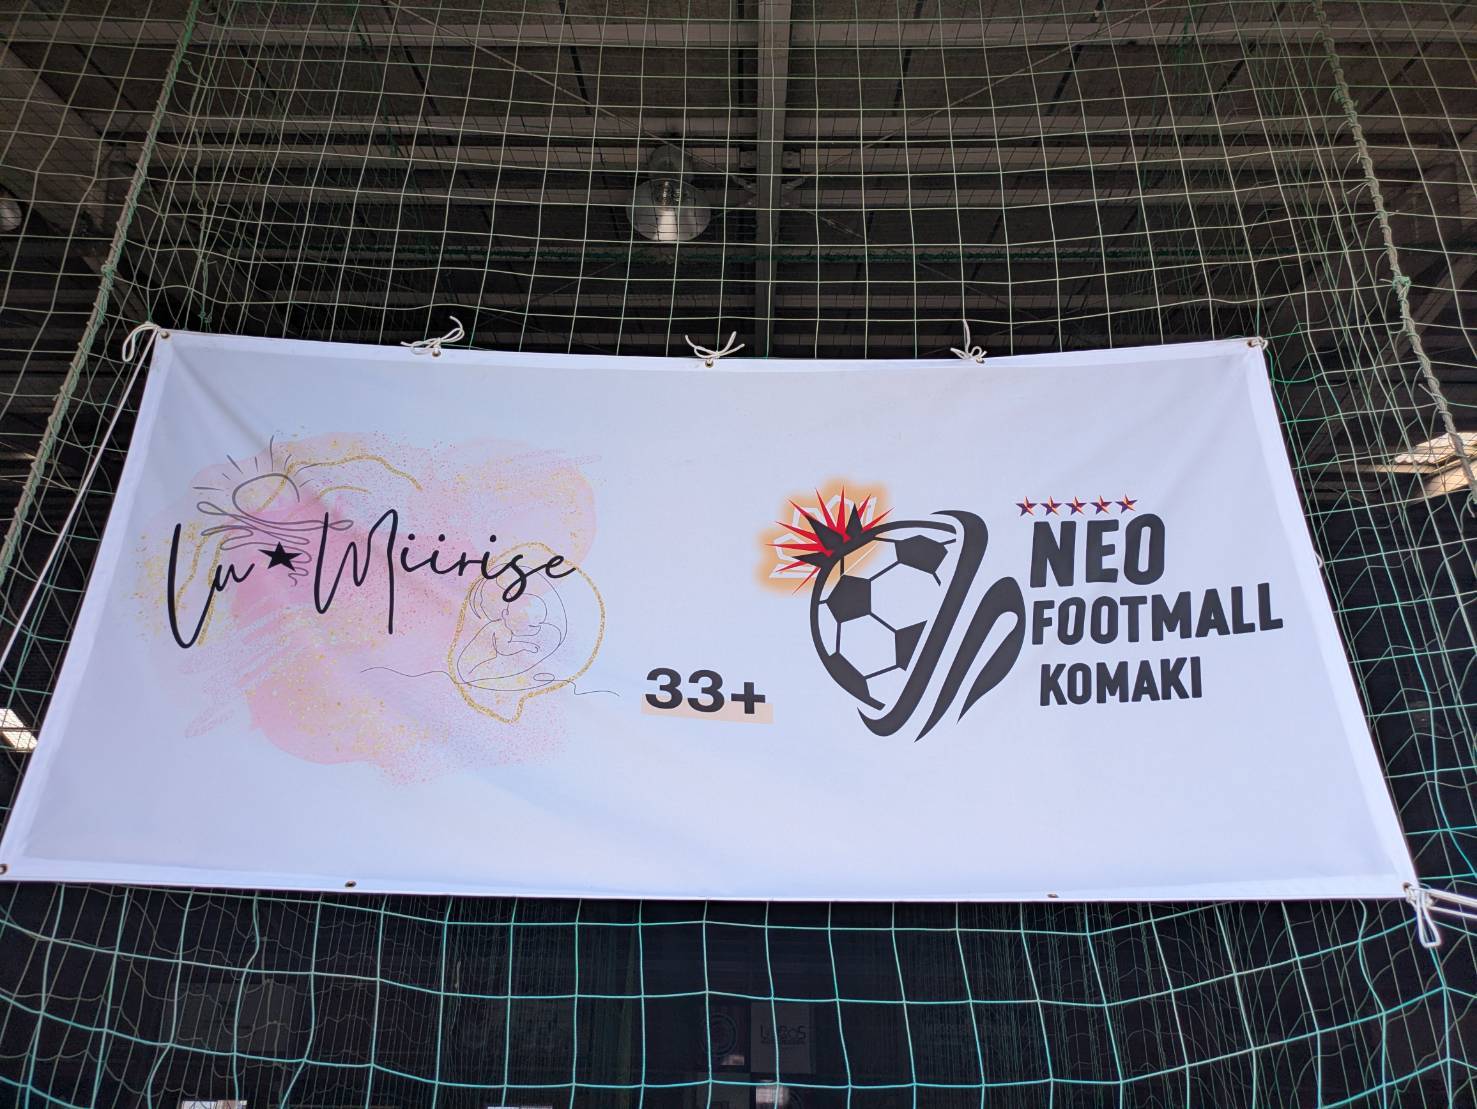 Lu★Miirise
33+
NEO
FOOTMALL
KOMAKI